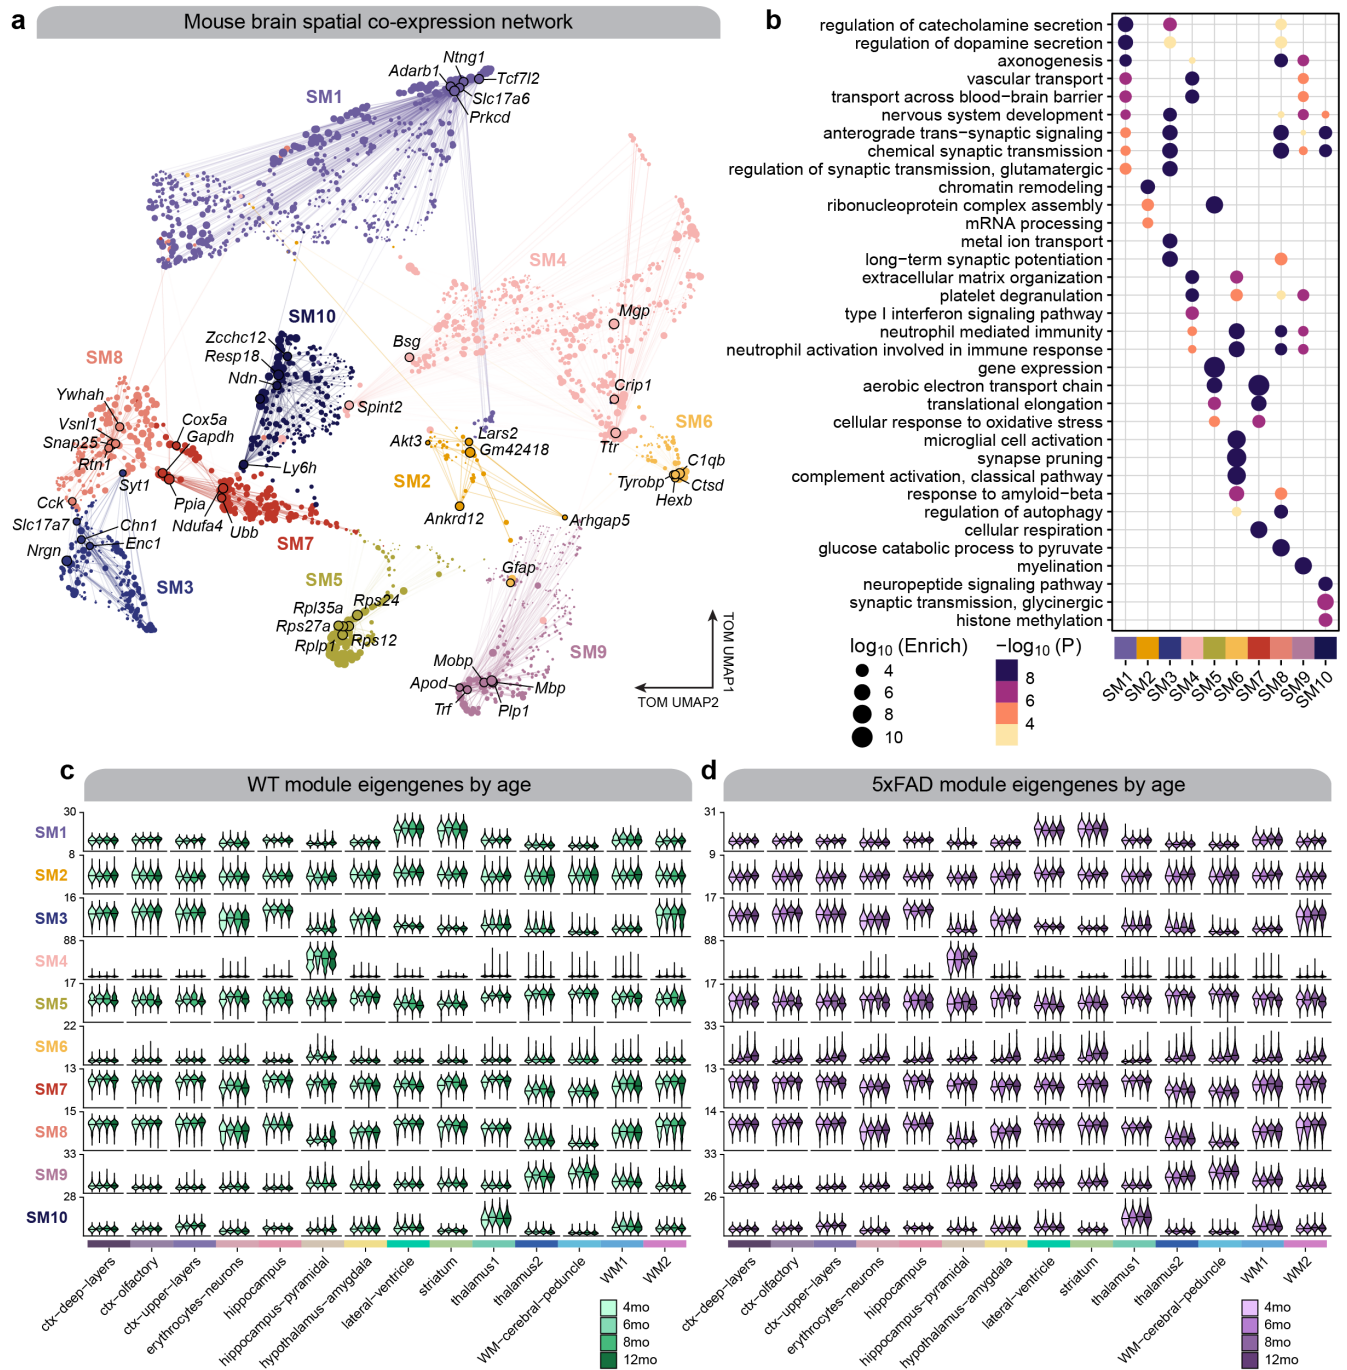 a
Mouse brain spatial co-expression network
Ntng1
Adarb1
Tcf7l2
SM1
Slc17a6
Prkcd
SM4
SM10
Mgp
Zcchc12
Bsg
Resp18
SM8
Ndn
Ywhah
Crip1
Spint2
Vsnl1
Cox5a
SM6
Snap25
Gapdh
Akt3
Lars2
Gm42418
Ttr
C1qb
Rtn1
Ly6h
SM2
Tyrobp
Ctsd
Syt1
Hexb
Cck
Ppia
Slc17a7
Chn1
Ndufa4
Ubb
Ankrd12
Arhgap5
Nrgn
Enc1
SM7
SM3
SM5
Gfap
Rps24
Rpl35a
Rps27a
Rps12
Rplp1
SM9
Mobp
Apod
Mbp
Trf
Plp1
TOM UMAP1
TOM UMAP2
b
regulation of catecholamine secretion
regulation of dopamine secretion
axonogenesis
vascular transport
transport across blood−brain barrier
nervous system development
anterograde trans−synaptic signaling
chemical synaptic transmission
regulation of synaptic transmission, glutamatergic
chromatin remodeling
ribonucleoprotein complex assembly
mRNA processing
metal ion transport
long−term synaptic potentiation
extracellular matrix organization
platelet degranulation
type I interferon signaling pathway
neutrophil mediated immunity
neutrophil activation involved in immune response
gene expression
aerobic electron transport chain
translational elongation
cellular response to oxidative stress
microglial cell activation
synapse pruning
complement activation, classical pathway
response to amyloid−beta
regulation of autophagy
cellular respiration
glucose catabolic process to pyruvate
myelination
neuropeptide signaling pathway
synaptic transmission, glycinergic
histone methylation
log10 (Enrich)
4
6
8
10
−log10 (P)
8
6
4
SM1 SM2 SM3 SM4 SM5 SM6 SM7 SM8 SM9 SM10
c
WT module eigengenes by age
30
SM1
8
SM2
16
SM3
88
SM4
17
SM5
22
SM6
13
SM7
15
SM8
33
SM9
28
SM10
ctx−deep−layers
ctx−olfactory
ctx−upper−layers
erythrocytes−neurons
hippocampus
hippocampus−pyramidal
hypothalamus−amygdala
lateral−ventricle
striatum
thalamus1
thalamus2
WM−cerebral−peduncle
WM1
WM2
4mo
6mo
8mo
12mo
d
5xFAD module eigengenes by age
31
9
17
88
17
33
13
14
33
26
ctx−deep−layers
ctx−olfactory
ctx−upper−layers
erythrocytes−neurons
hippocampus
hippocampus−pyramidal
hypothalamus−amygdala
lateral−ventricle
striatum
thalamus1
thalamus2
WM−cerebral−peduncle
WM1
WM2
4mo
6mo
8mo
12mo